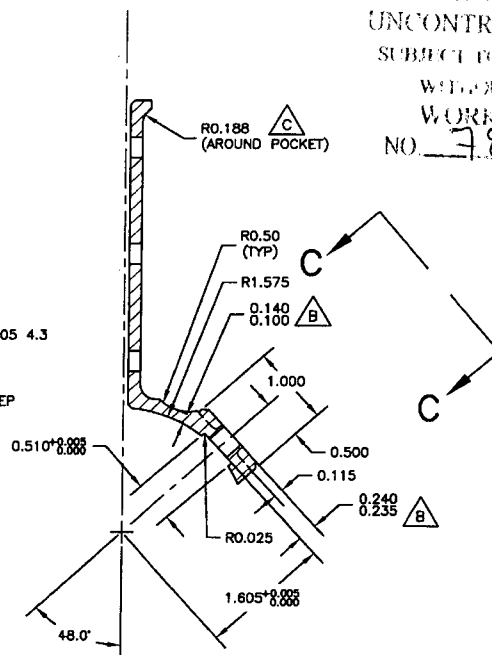 UNCONTR
SUBJECT TO
WORK
NO. 78
R0.188 C
(AROUND POCKET)
C
R0.50
(TYP)
R1.575
0.140
0.100 B
05 4.3
1.000
C
EP
0.510 +0.005
0.000
0.500
0.115
0.240
0.235 B
R0.025
1.605 +0.005
0.000
48.0°